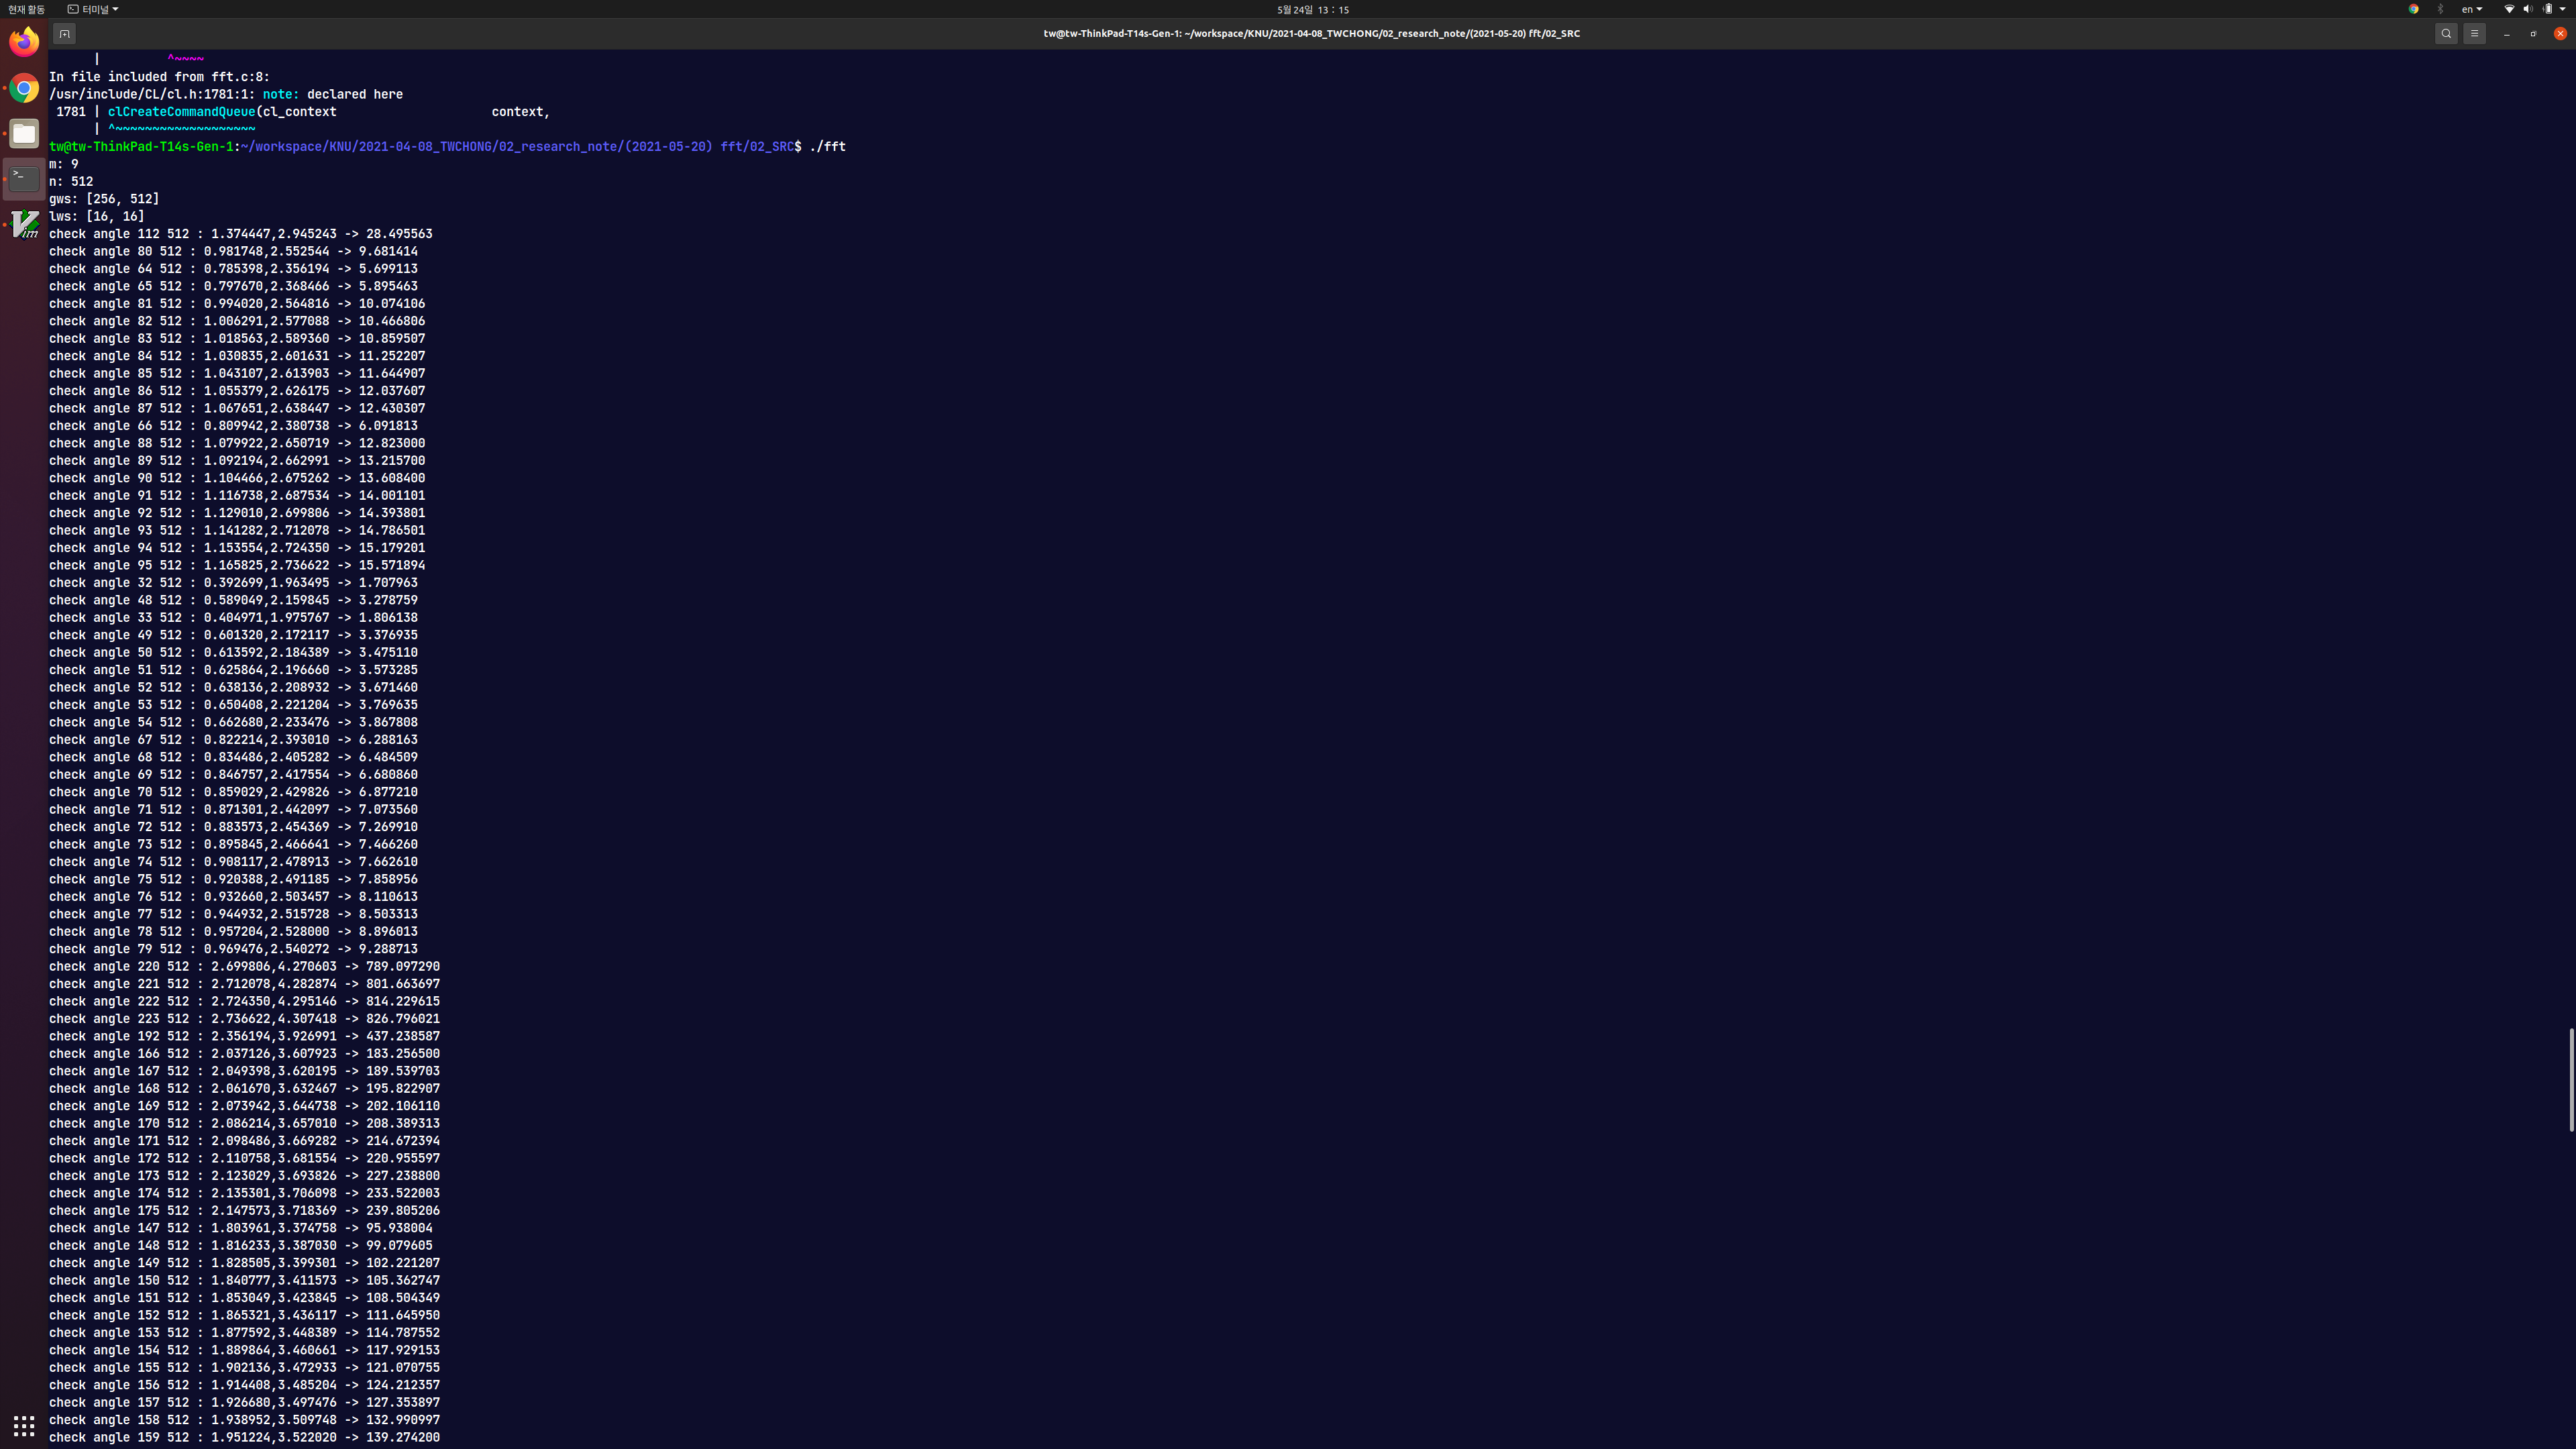 현재 활동
터미널
5월 24일 13 : 15
en
tw@tw-ThinkPad-T14s-Gen-1: ~/workspace/KNU/2021-04-08_TWCHONG/02_research_note/(2021-05-20) fft/02_SRC
| ^~~~~
In file included from fft.c:8:
/usr/include/CL/cl.h:1781:1: note: declared here
1781 | clCreateCommandQueue(cl_context context,
| ^~~~~~~~~~~~~~~~~~~~
tw@tw-ThinkPad-T14s-Gen-1:~/workspace/KNU/2021-04-08_TWCHONG/02_research_note/(2021-05-20) fft/02_SRC$ ./fft
m: 9
n: 512
gws: [256, 512]
lws: [16, 16]
check angle 112 512 : 1.374447,2.945243 -> 28.495563
check angle 80 512 : 0.981748,2.552544 -> 9.681414
check angle 64 512 : 0.785398,2.356194 -> 5.699113
check angle 65 512 : 0.797670,2.368466 -> 5.895463
check angle 81 512 : 0.994020,2.564816 -> 10.074106
check angle 82 512 : 1.006291,2.577088 -> 10.466806
check angle 83 512 : 1.018563,2.589360 -> 10.859507
check angle 84 512 : 1.030835,2.601631 -> 11.252207
check angle 85 512 : 1.043107,2.613903 -> 11.644907
check angle 86 512 : 1.055379,2.626175 -> 12.037607
check angle 87 512 : 1.067651,2.638447 -> 12.430307
check angle 66 512 : 0.809942,2.380738 -> 6.091813
check angle 88 512 : 1.079922,2.650719 -> 12.823000
check angle 89 512 : 1.092194,2.662991 -> 13.215700
check angle 90 512 : 1.104466,2.675262 -> 13.608400
check angle 91 512 : 1.116738,2.687534 -> 14.001101
check angle 92 512 : 1.129010,2.699806 -> 14.393801
check angle 93 512 : 1.141282,2.712078 -> 14.786501
check angle 94 512 : 1.153554,2.724350 -> 15.179201
check angle 95 512 : 1.165825,2.736622 -> 15.571894
check angle 32 512 : 0.392699,1.963495 -> 1.707963
check angle 48 512 : 0.589049,2.159845 -> 3.278759
check angle 33 512 : 0.404971,1.975767 -> 1.806138
check angle 49 512 : 0.601320,2.172117 -> 3.376935
check angle 50 512 : 0.613592,2.184389 -> 3.475110
check angle 51 512 : 0.625864,2.196660 -> 3.573285
check angle 52 512 : 0.638136,2.208932 -> 3.671460
check angle 53 512 : 0.650408,2.221204 -> 3.769635
check angle 54 512 : 0.662680,2.233476 -> 3.867808
check angle 67 512 : 0.822214,2.393010 -> 6.288163
check angle 68 512 : 0.834486,2.405282 -> 6.484509
check angle 69 512 : 0.846757,2.417554 -> 6.680860
check angle 70 512 : 0.859029,2.429826 -> 6.877210
check angle 71 512 : 0.871301,2.442097 -> 7.073560
check angle 72 512 : 0.883573,2.454369 -> 7.269910
check angle 73 512 : 0.895845,2.466641 -> 7.466260
check angle 74 512 : 0.908117,2.478913 -> 7.662610
check angle 75 512 : 0.920388,2.491185 -> 7.858956
check angle 76 512 : 0.932660,2.503457 -> 8.110613
check angle 77 512 : 0.944932,2.515728 -> 8.503313
check angle 78 512 : 0.957204,2.528000 -> 8.896013
check angle 79 512 : 0.969476,2.540272 -> 9.288713
check angle 220 512 : 2.699806,4.270603 -> 789.097290
check angle 221 512 : 2.712078,4.282874 -> 801.663697
check angle 222 512 : 2.724350,4.295146 -> 814.229615
check angle 223 512 : 2.736622,4.307418 -> 826.796021
check angle 192 512 : 2.356194,3.926991 -> 437.238587
check angle 166 512 : 2.037126,3.607923 -> 183.256500
check angle 167 512 : 2.049398,3.620195 -> 189.539703
check angle 168 512 : 2.061670,3.632467 -> 195.822907
check angle 169 512 : 2.073942,3.644738 -> 202.106110
check angle 170 512 : 2.086214,3.657010 -> 208.389313
check angle 171 512 : 2.098486,3.669282 -> 214.672394
check angle 172 512 : 2.110758,3.681554 -> 220.955597
check angle 173 512 : 2.123029,3.693826 -> 227.238800
check angle 174 512 : 2.135301,3.706098 -> 233.522003
check angle 175 512 : 2.147573,3.718369 -> 239.805206
check angle 147 512 : 1.803961,3.374758 -> 95.938004
check angle 148 512 : 1.816233,3.387030 -> 99.079605
check angle 149 512 : 1.828505,3.399301 -> 102.221207
check angle 150 512 : 1.840777,3.411573 -> 105.362747
check angle 151 512 : 1.853049,3.423845 -> 108.504349
check angle 152 512 : 1.865321,3.436117 -> 111.645950
check angle 153 512 : 1.877592,3.448389 -> 114.787552
check angle 154 512 : 1.889864,3.460661 -> 117.929153
check angle 155 512 : 1.902136,3.472933 -> 121.070755
check angle 156 512 : 1.914408,3.485204 -> 124.212357
check angle 157 512 : 1.926680,3.497476 -> 127.353897
check angle 158 512 : 1.938952,3.509748 -> 132.990997
check angle 159 512 : 1.951224,3.522020 -> 139.274200